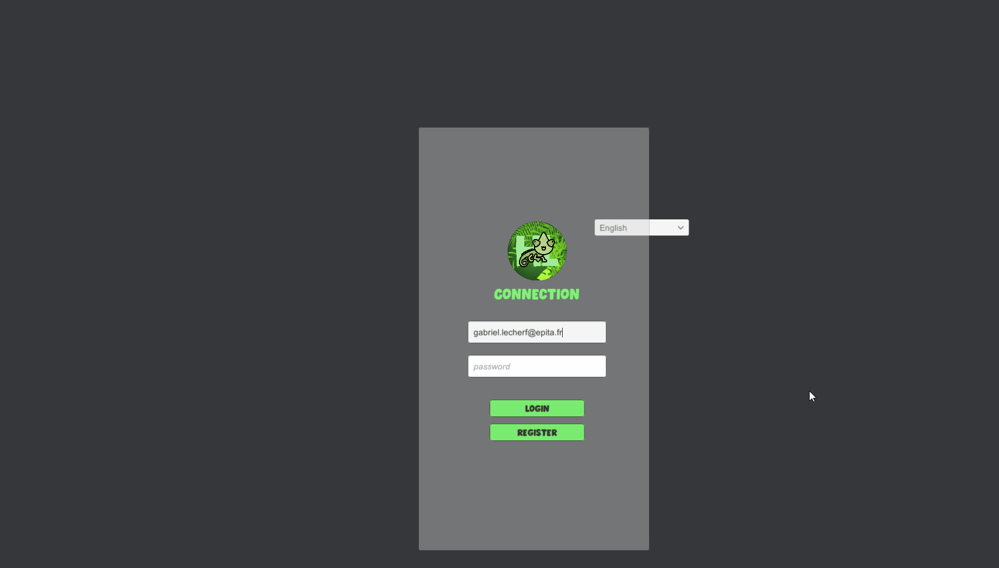 English
CONNECTION
gabriel.lecherf@epita.fr
password
LOGIN
REGISTER